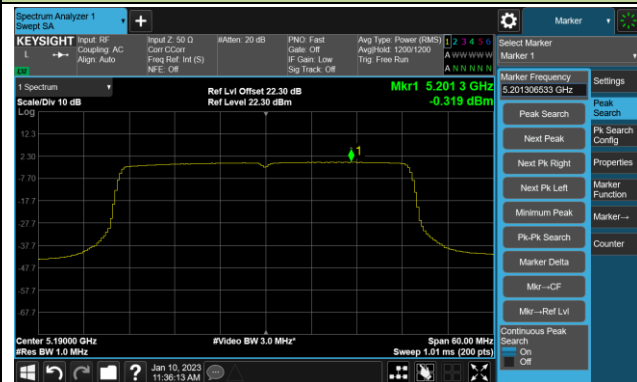 Spectrum Analyzer 1
Swept SA
Marker
KEYSIGHT
L
Input: RF
Coupling: AC
Align: Auto
Input Z: 50 Ω
Corr CCorr
Freq Ref: Int (S)
NFE: Off
#Atten: 20 dB
PNO: Fast
Gate: Off
IF Gain: Low
Sig Track: Off
Avg Type: Power (RMS)
Avg|Hold: 1200/1200
Trig: Free Run
1 2 3 4 5 6
A W W W W W
A N N N N N
Select Marker
Marker 1
1 Spectrum
Scale/Div 10 dB
Log
Ref Lvl Offset 22.30 dB
Ref Level 22.30 dBm
Mkr1 5.201 3 GHz
-0.319 dBm
12.3
2.30
-7.70
-17.7
-27.7
-37.7
-47.7
-57.7
-67.7
1
Center 5.19000 GHz
#Res BW 1.0 MHz
#Video BW 3.0 MHz*
Span 60.00 MHz
Sweep 1.01 ms (200 pts)
Marker Frequency
5.201306533 GHz
Peak Search
Next Peak
Next Pk Right
Next Pk Left
Minimum Peak
Pk-Pk Search
Marker Delta
Mkr→CF
Mkr→Ref Lvl
Continuous Peak
Search
On
Off
Settings
Peak
Search
Pk Search
Config
Properties
Marker
Function
Marker→
Counter
Jan 10, 2023
11:36:13 AM